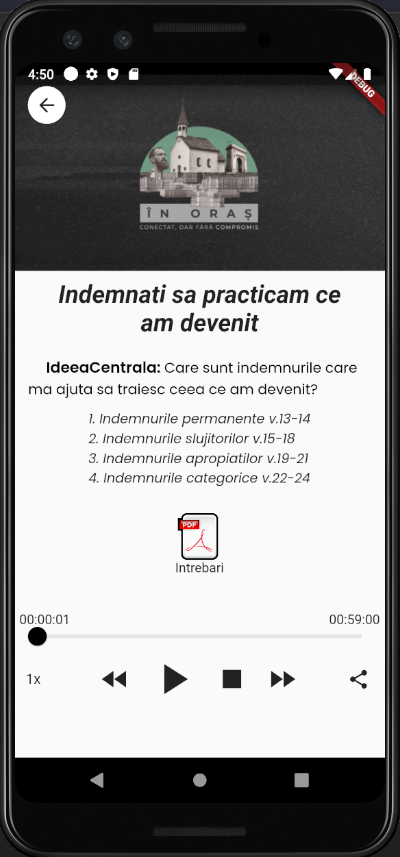 4:50
DEBUG
ÎN ORAȘ
CONECTAT, DAR FĂRĂ COMPROMIS
Indemnati sa practicam ce
am devenit
IdeeaCentrala: Care sunt indemnurile care
ma ajuta sa traiesc ceea ce am devenit?
1. Indemnurile permanente v.13-14
2. Indemnurile slujitorilor v.15-18
3. Indemnurile apropiatilor v.19-21
4. Indemnurile categorice v.22-24
PDF
Intrebari
00:00:01 00:59:00
1x